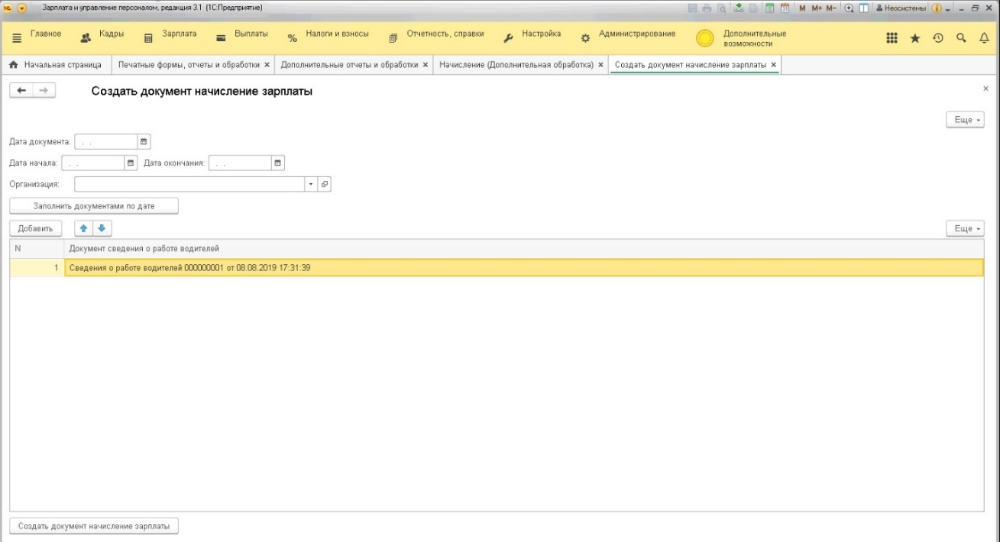 1С Зарплата и управление персоналом, редакция 3.1 (1С:Предприятие) 31 M M+ M- Неосистемы i
Главное Кадры Зарплата Выплаты % Налоги и взносы Отчетность, справки Настройка Администрирование Дополнительные возможности
Начальная страница Печатные формы, отчеты и обработки × Дополнительные отчеты и обработки × Начисление (Дополнительная обработка) × Создать документ начисление зарплаты ×
Создать документ начисление зарплаты ×
Еще
Дата документа: . .
Дата начала: . . Дата окончания: . .
Организация:
Заполнить документами по дате
Добавить Еще
N Документ сведения о работе водителей
1 Сведения о работе водителей 000000001 от 08.08.2019 17:31:39
Создать документ начисление зарплаты